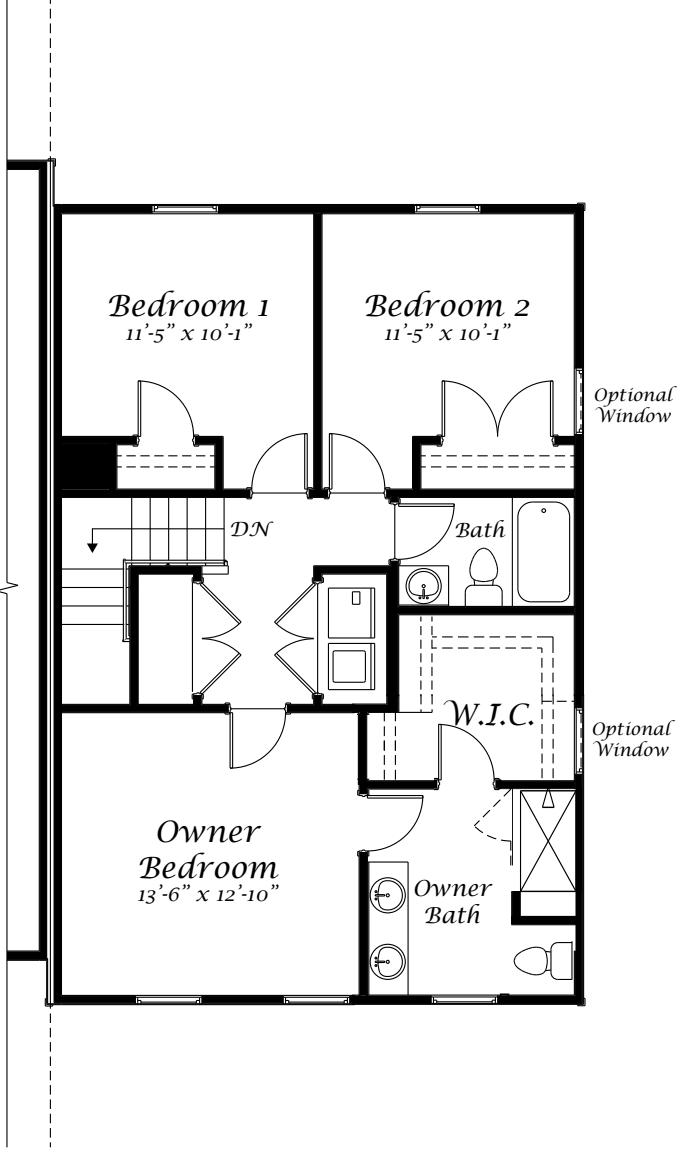 Bedroom 1
11'-5" x 10'-1"
Bedroom 2
11'-5" x 10'-1"
Optional
Window
DN
Bath
W.I.C.
Optional
Window
Owner
Bedroom
13'-6" x 12'-10"
Owner
Bath